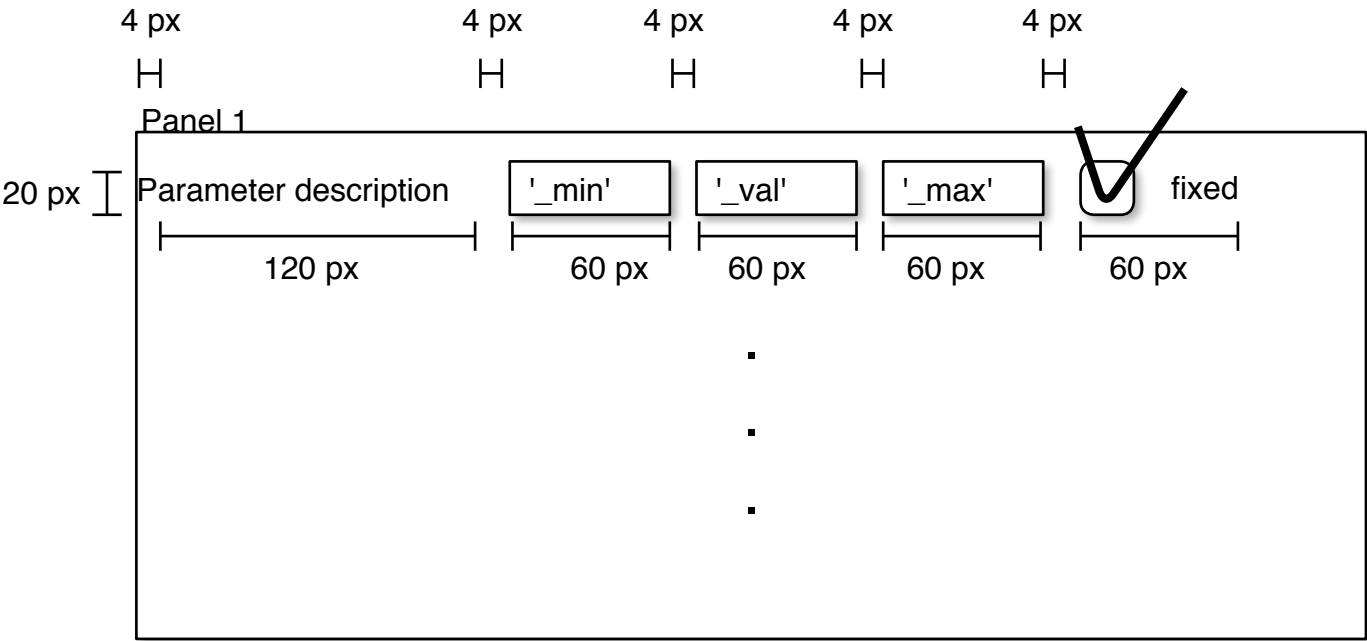 4 px 4 px 4 px 4 px 4 px
Panel 1
20 px Parameter description '_min' '_val' '_max' fixed
120 px 60 px 60 px 60 px 60 px